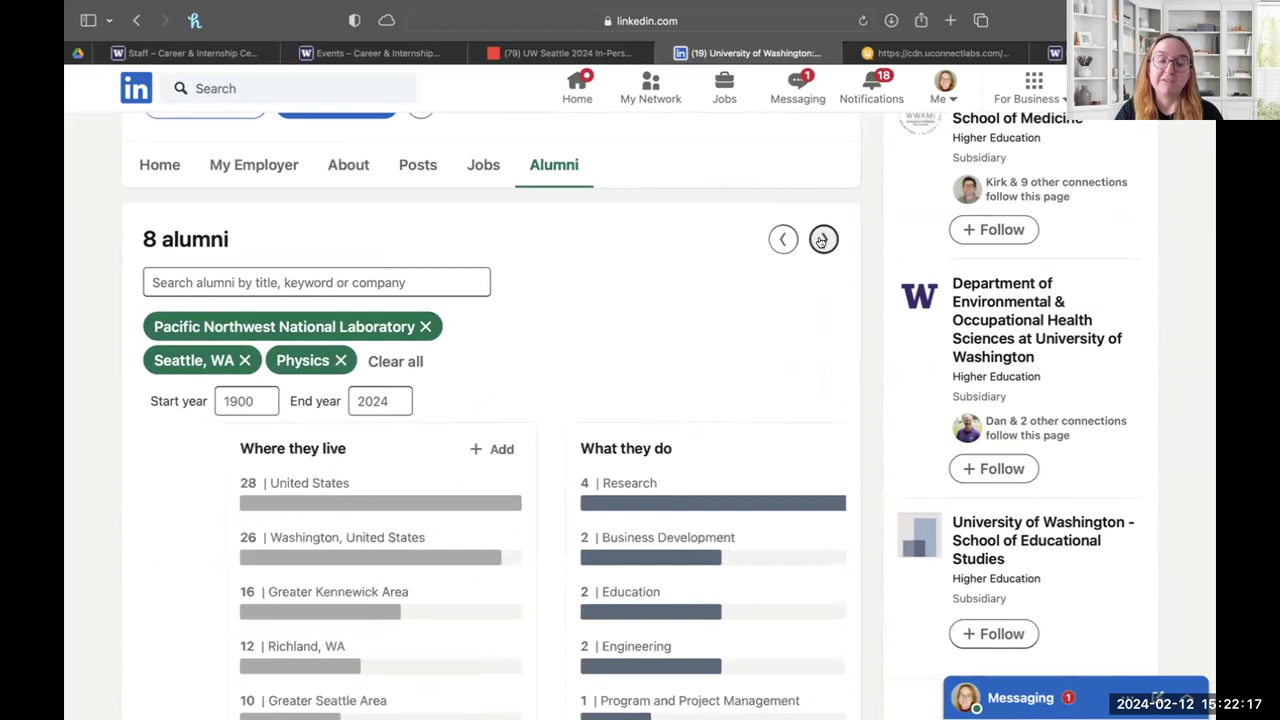 linkedin.com
Staff – Career & Internship Ce...
Events – Career & Internship...
(79) UW Seattle 2024 In-Pers...
(19) University of Washington:...
https://cdn.uconnectlabs.com/...
Search
Home
My Network
Jobs
1
Messaging
18
Notifications
Me
For Business
Home
My Employer
About
Posts
Jobs
Alumni
8 alumni
Search alumni by title, keyword or company
Pacific Northwest National Laboratory
Seattle, WA
Physics
Clear all
Start year
1900
End year
2024
Where they live
+ Add
28 | United States
26 | Washington, United States
16 | Greater Kennewick Area
12 | Richland, WA
10 | Greater Seattle Area
What they do
4 | Research
2 | Business Development
2 | Education
2 | Engineering
1 | Program and Project Management
WWAMI
School of Medicine
Higher Education
Subsidiary
Kirk & 9 other connections
follow this page
+ Follow
W
Department of
Environmental &
Occupational Health
Sciences at University of
Washington
Higher Education
Subsidiary
Dan & 2 other connections
follow this page
+ Follow
University of Washington -
School of Educational
Studies
Higher Education
Subsidiary
+ Follow
Messaging 1
2024-02-12 15:22:17